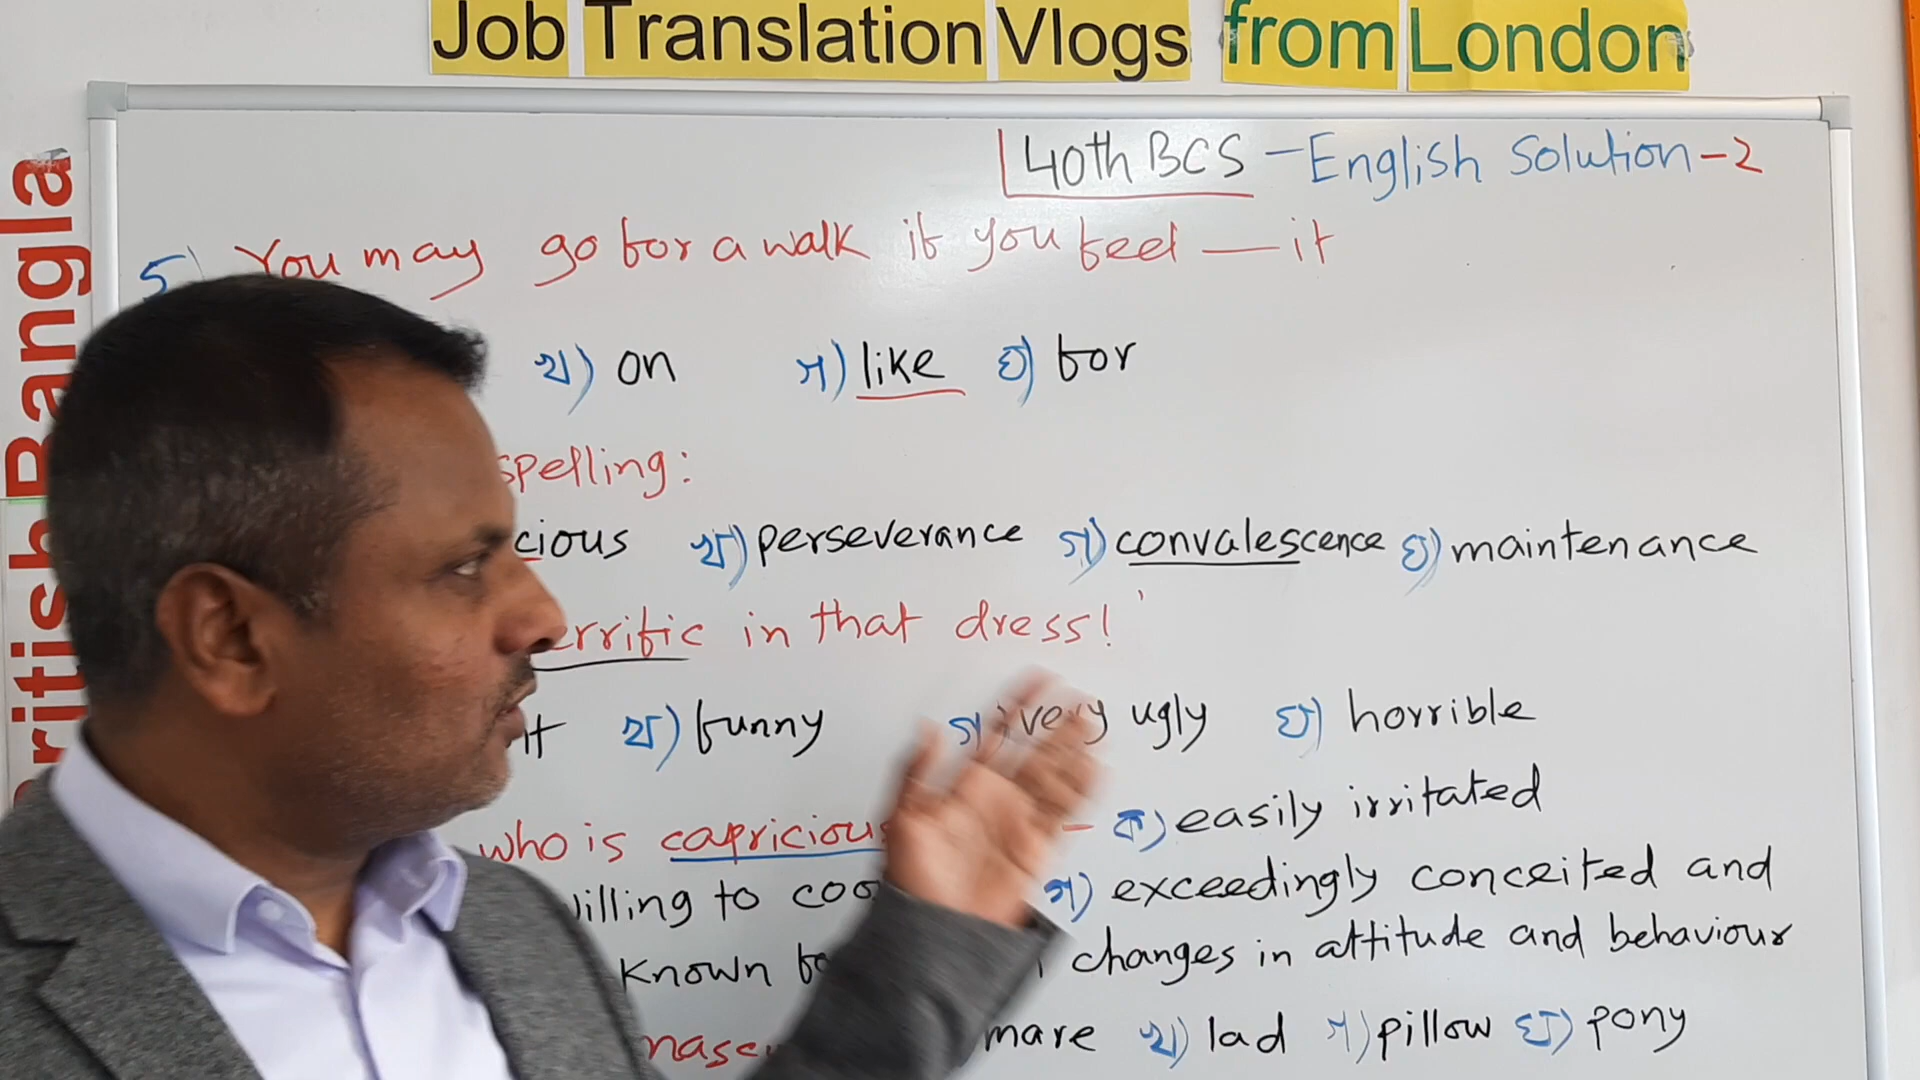 Job Translation Vlogs from London
British Bangla
40th BCS - English Solution - 2
5) You may go for a walk if you feel — it
খ) on গ) like ঘ) for
spelling:
cious খ) perseverance গ) convalescence ঘ) maintenance
errific in that dress!'
খ) funny গ) very ugly ঘ) horrible
who is capricious – ক) easily irritated
illing to coo গ) exceedingly conceited and
known fo changes in attitude and behaviour
mascu mare খ) lad গ) pillow ঘ) pony